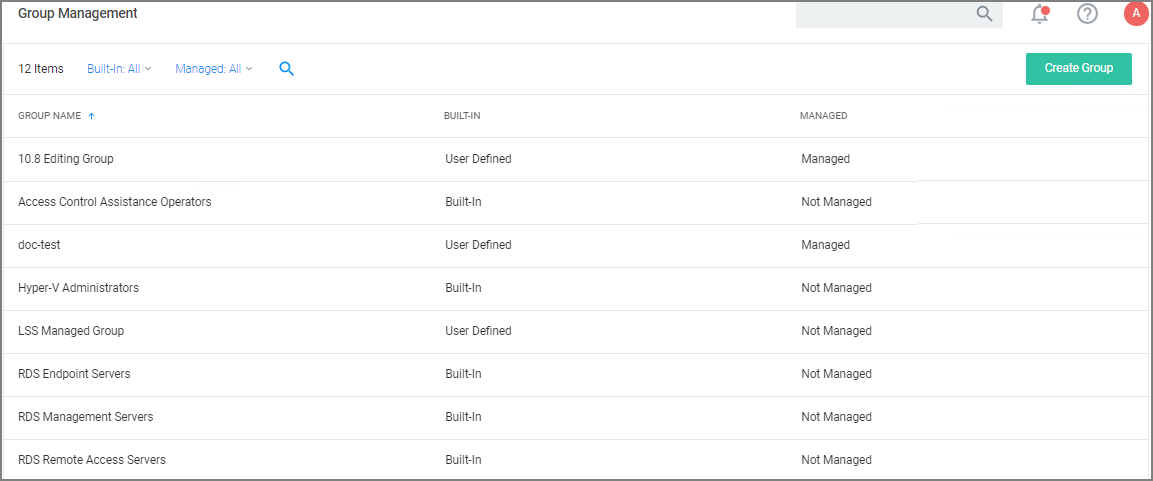 Group Management
A
12 Items Built-In: All Managed: All Create Group
GROUP NAME BUILT-IN MANAGED
10.8 Editing Group User Defined Managed
Access Control Assistance Operators Built-In Not Managed
doc-test User Defined Managed
Hyper-V Administrators Built-In Not Managed
LSS Managed Group User Defined Not Managed
RDS Endpoint Servers Built-In Not Managed
RDS Management Servers Built-In Not Managed
RDS Remote Access Servers Built-In Not Managed